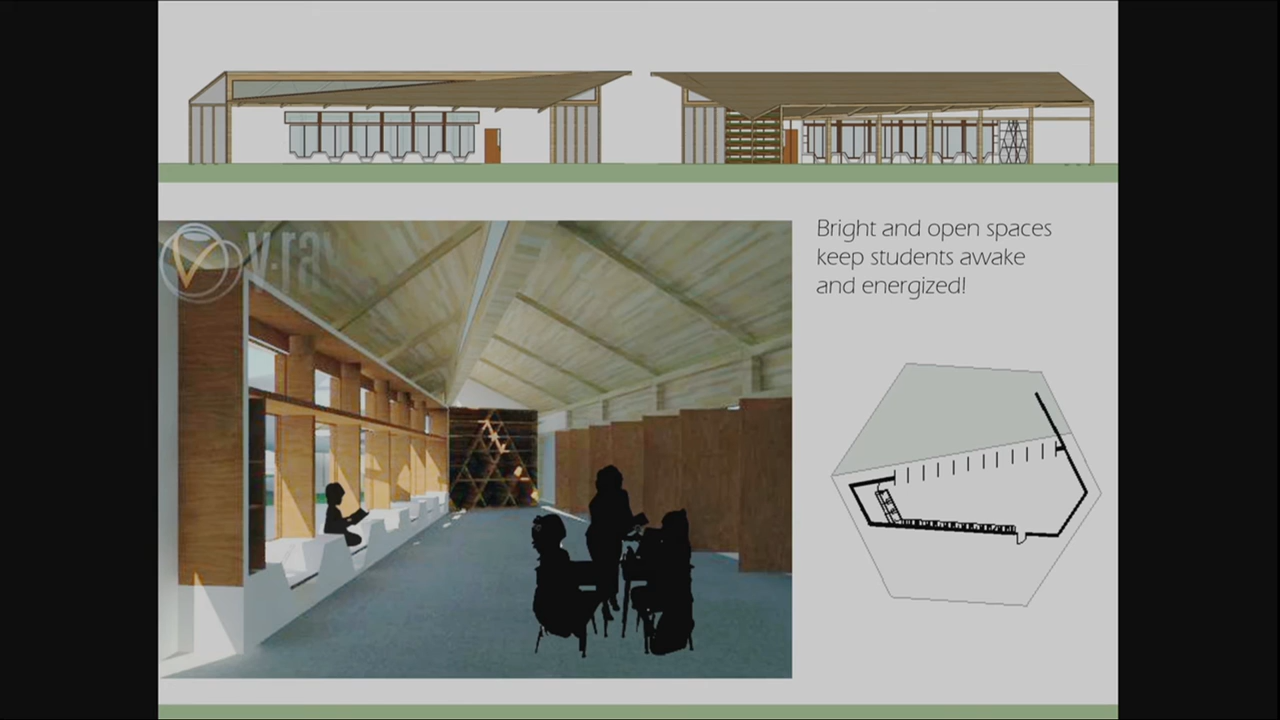 v·ray
Bright and open spaces
keep students awake
and energized!